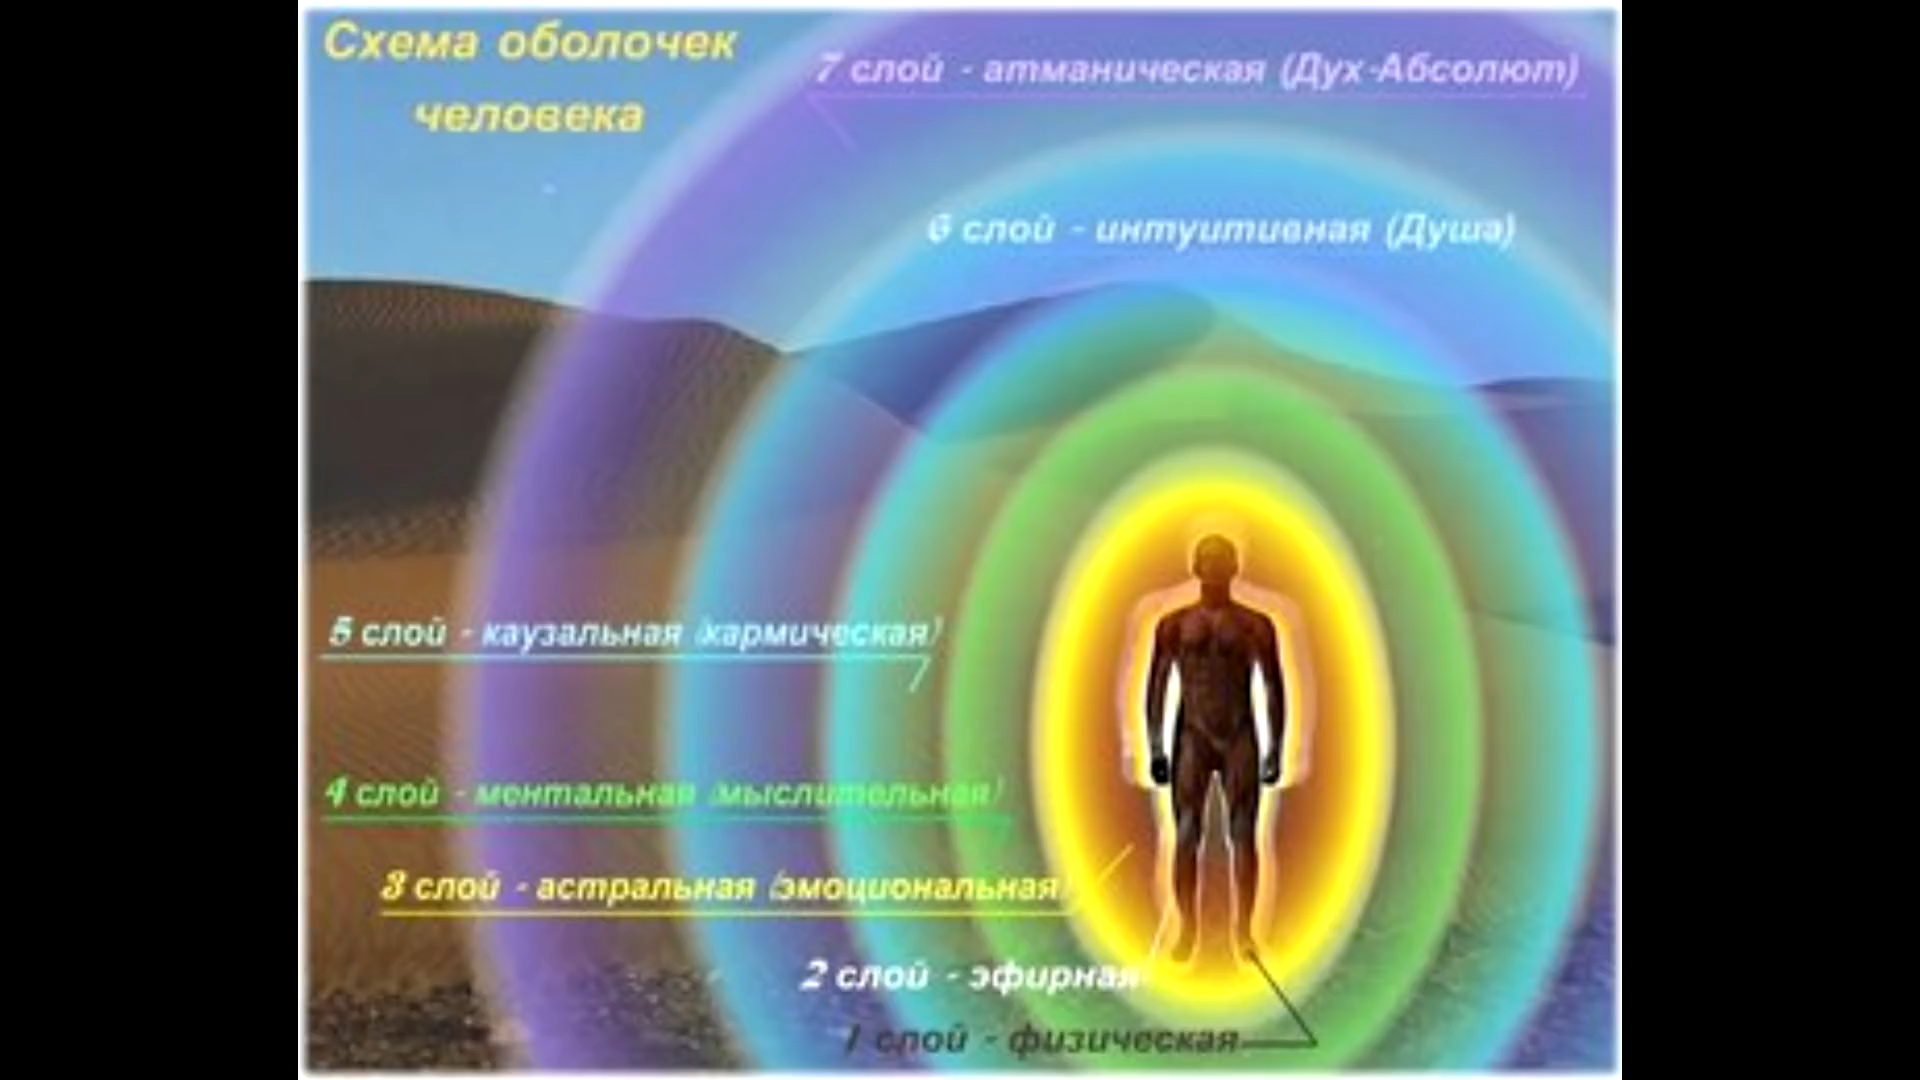 Схема оболочек
человека
7 слой - атманическая (Дух-Абсолют)
6 слой - интуитивная (Душа)
5 слой - каузальная (кармическая)
4 слой - ментальная (мыслительная)
3 слой - астральная (эмоциональная)
2 слой - эфирная
1 слой - физическая